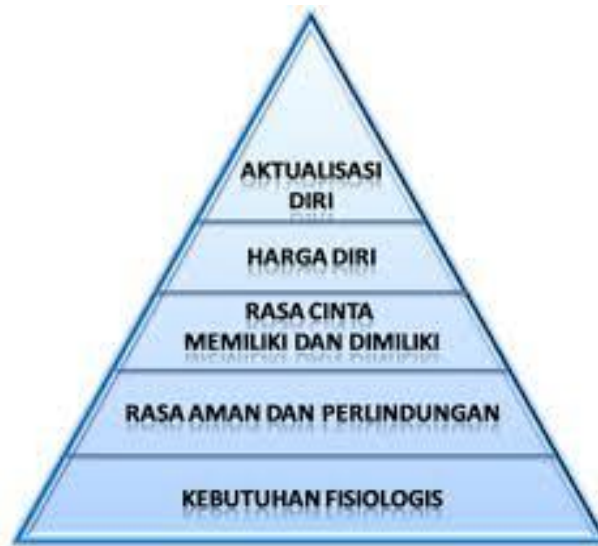 AKTUALISASI
DIRI
HARGA DIRI
RASA CINTA
MEMILIKI DAN DIMILIKI
RASA AMAN DAN PERLINDUNGAN
KEBUTUHAN FISIOLOGIS